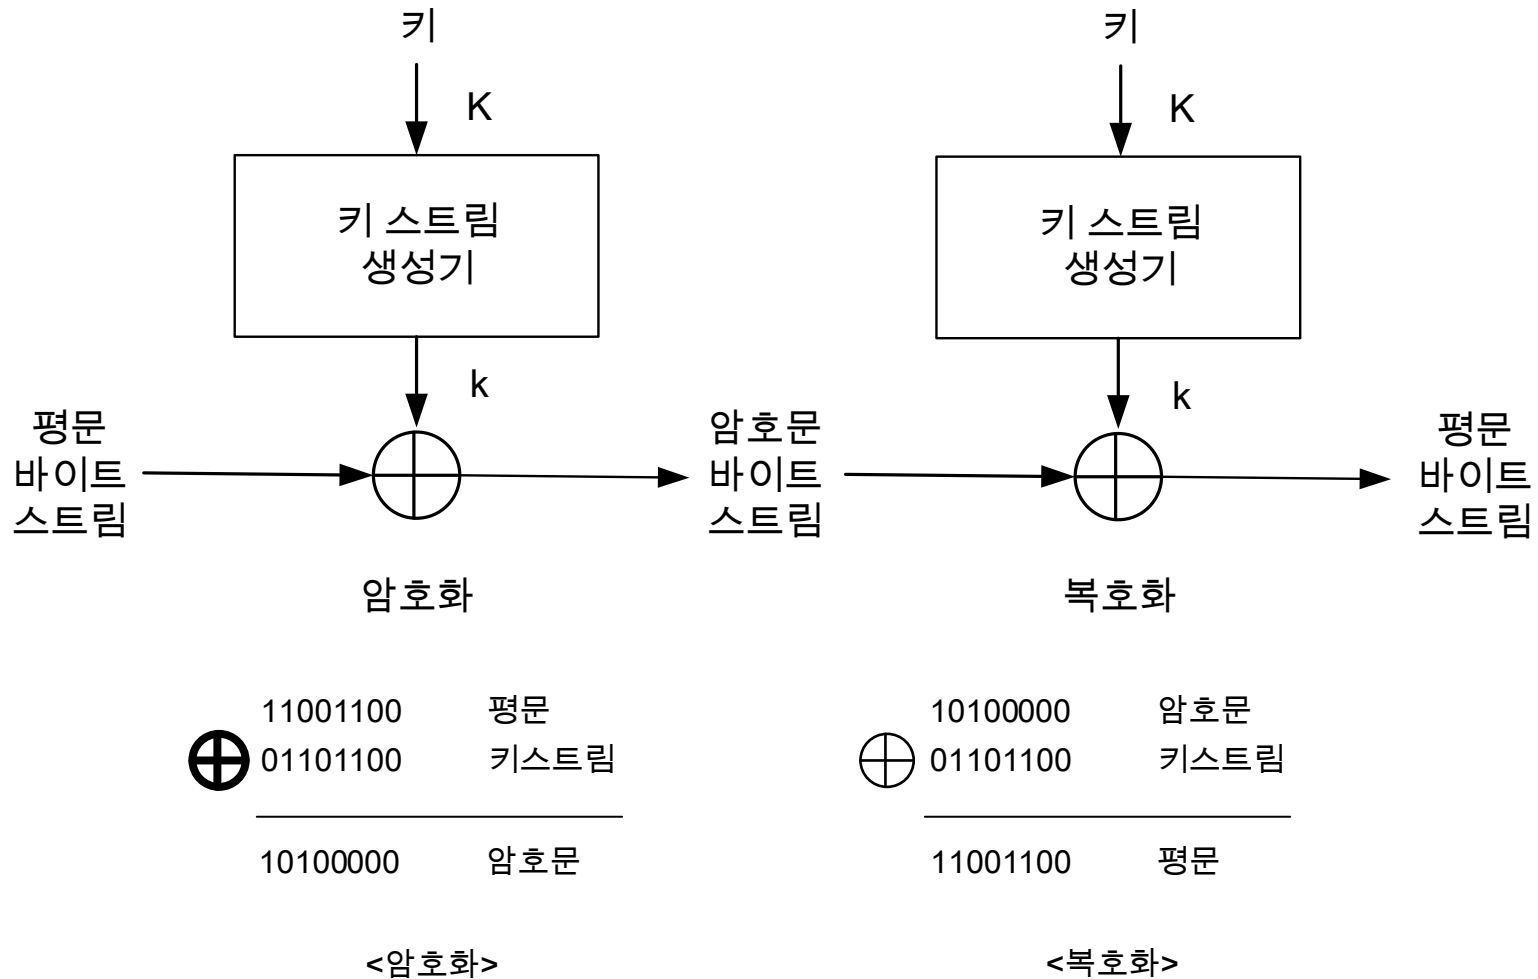 키
K
키 스트림
생성기
k
평문
바이트
스트림
암호화
키
K
키 스트림
생성기
k
암호문
바이트
스트림
평문
바이트
스트림
복호화
11001100 평문
01101100 키스트림
10100000 암호문
<암호화>
10100000 암호문
01101100 키스트림
11001100 평문
<복호화>